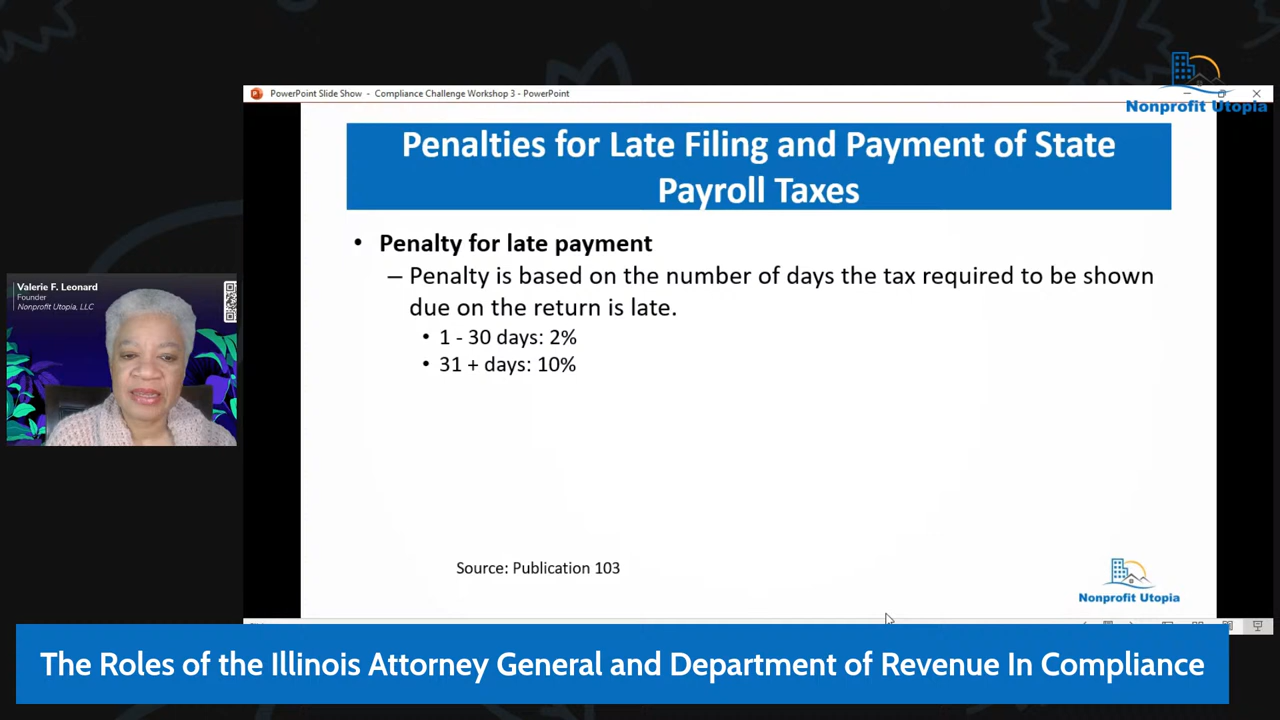 PowerPoint Slide Show - Compliance Challenge Workshop 3 - PowerPoint
Nonprofit Utopia
Penalties for Late Filing and Payment of State
Payroll Taxes
• Penalty for late payment
– Penalty is based on the number of days the tax required to be shown
due on the return is late.
• 1 - 30 days: 2%
• 31 + days: 10%
Valerie F. Leonard
Founder
Nonprofit Utopia, LLC
Source: Publication 103
Nonprofit Utopia
The Roles of the Illinois Attorney General and Department of Revenue In Compliance